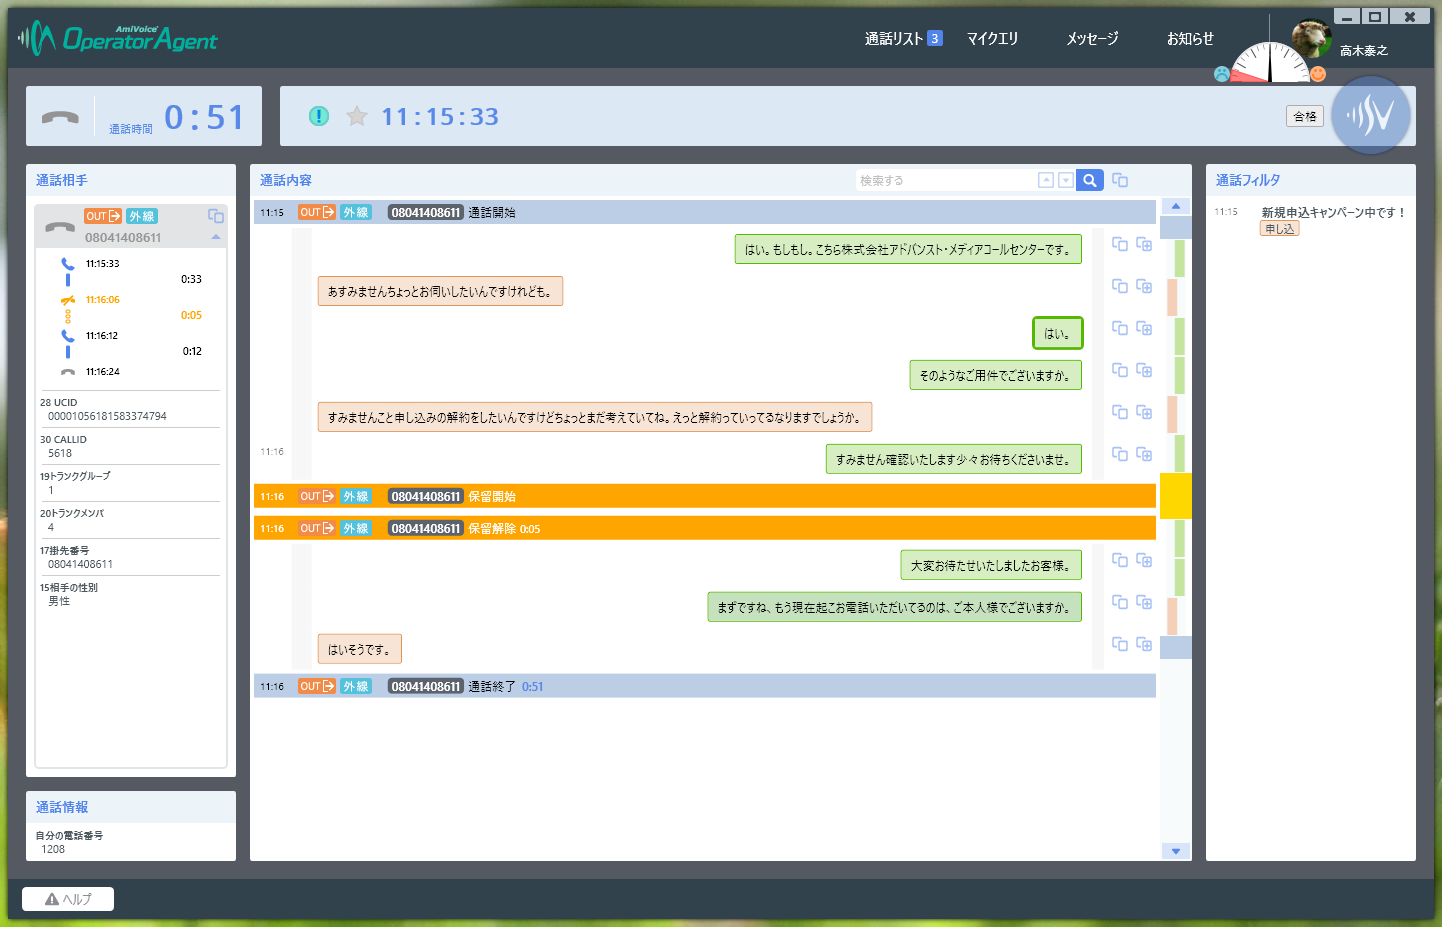 AmiVoice®
OperatorAgent
通話リスト 3 マイクエリ メッセージ お知らせ
高木泰之
通話時間 0:51
11:15:33
合格
通話相手
OUT 外線
08041408611
11:15:33
0:33
11:16:06
0:05
11:16:12
0:12
11:16:24
28 UCID
00001056181583374794
30 CALLID
5618
19トランクグループ
1
20トランクメンバ
4
17掛先番号
08041408611
15相手の性別
男性
通話情報
自分の電話番号
1208
通話内容 検索する
11:15 OUT 外線 08041408611 通話開始
はい。もしもし。こちら株式会社アドバンスト・メディアコールセンターです。
あすみませんちょっとお伺いしたいんですけれども。
はい。
そのようなご用件でございますか。
すみませんこと申し込みの解約をしたいんですけどちょっとまだ考えていてね。えっと解約っていってるなりますでしょうか。
11:16 すみません確認いたします少々お待ちくださいませ。
11:16 OUT 外線 08041408611 保留開始
11:16 OUT 外線 08041408611 保留解除 0:05
大変お待たせいたしましたお客様。
まずですね、もう現在起こお電話いただいてるのは、ご本人様でございますか。
はいそうです。
11:16 OUT 外線 08041408611 通話終了 0:51
通話フィルタ
11:15 新規申込キャンペーン中です！
申し込
ヘルプ